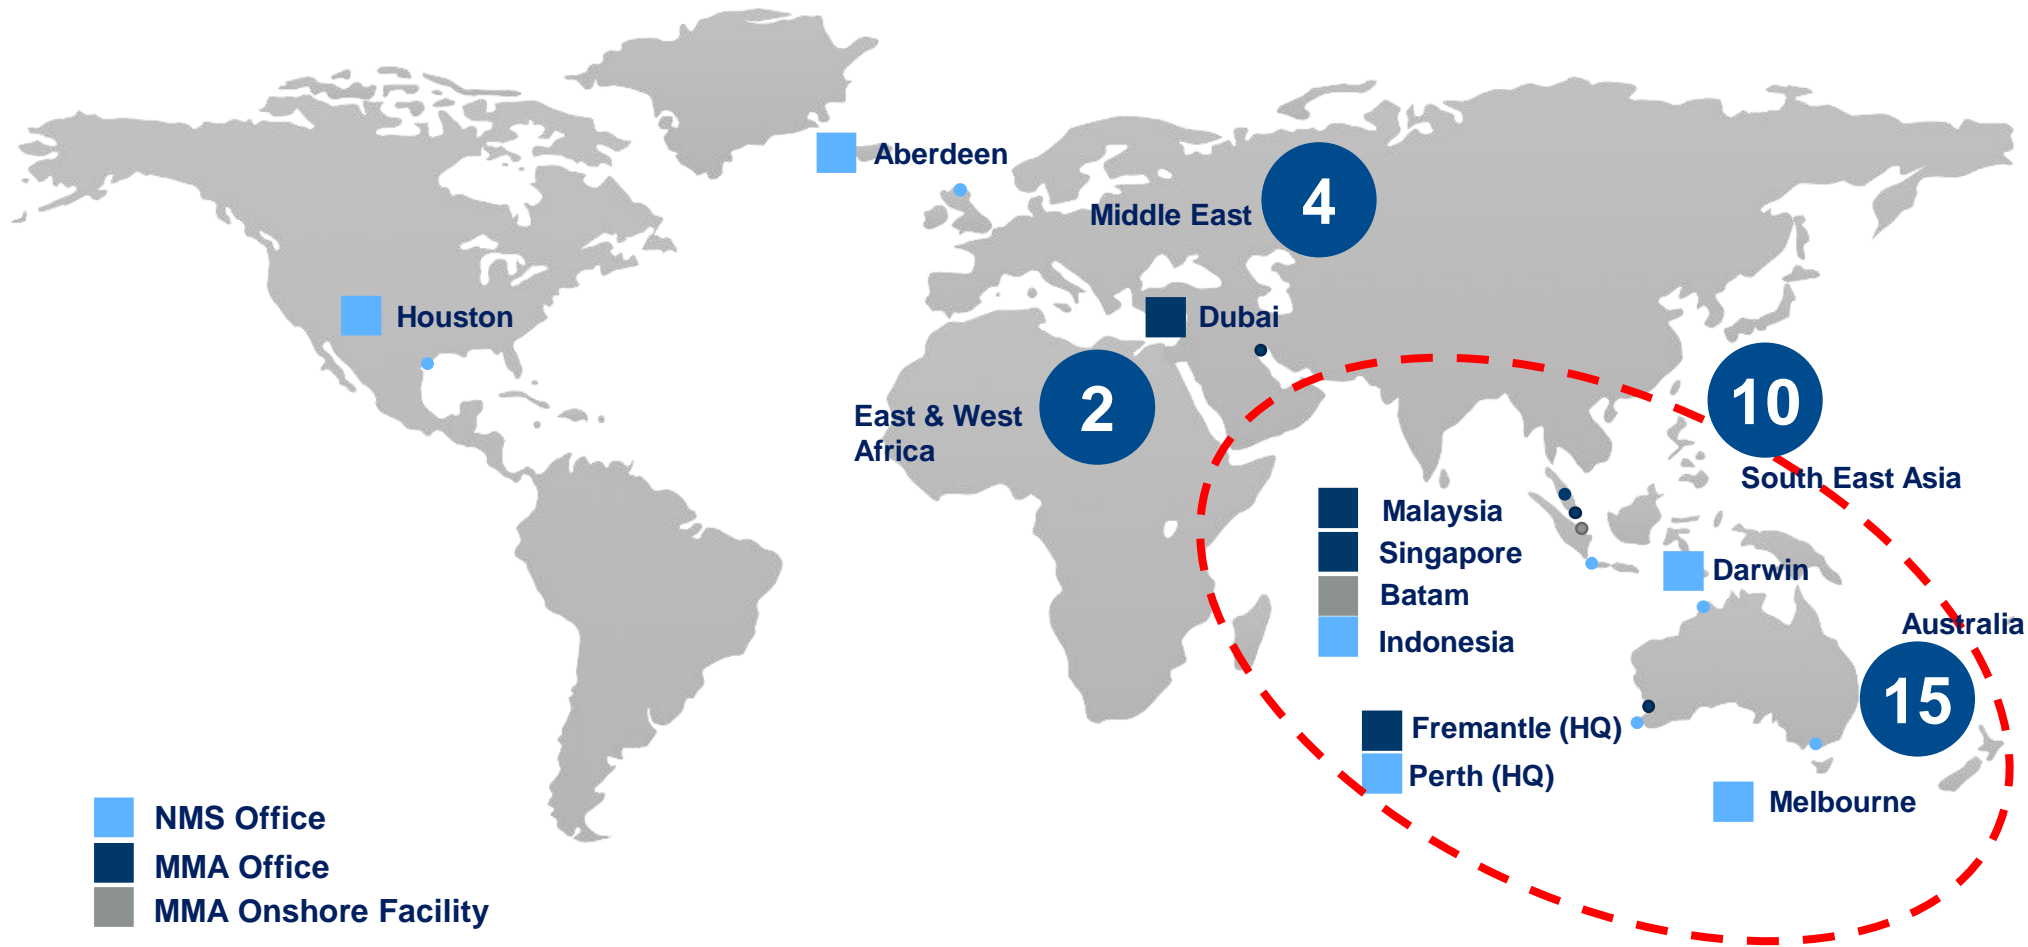 Aberdeen
Middle East
4
Houston
Dubai
East & West
Africa
2
10
South East Asia
Malaysia
Singapore
Batam
Indonesia
Darwin
Australia
15
Fremantle (HQ)
Perth (HQ)
Melbourne
NMS Office
MMA Office
MMA Onshore Facility